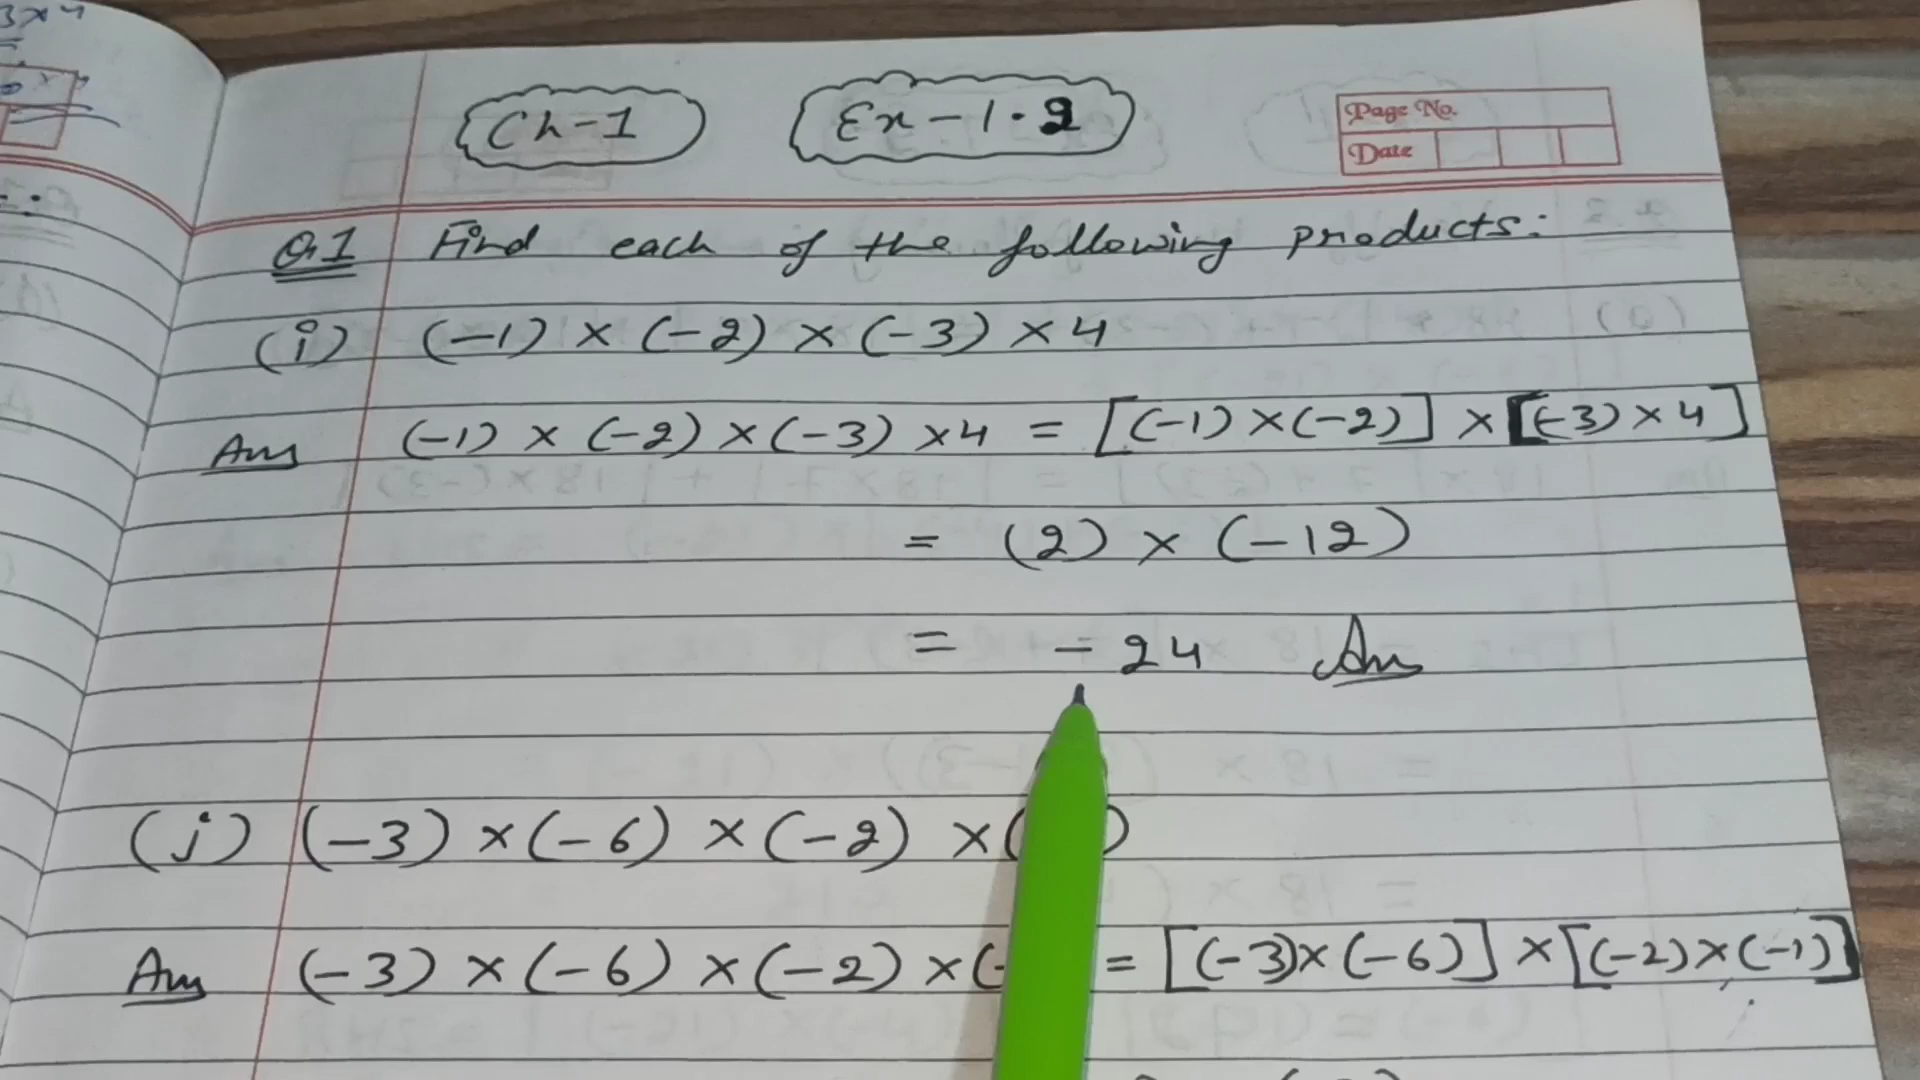 3x4
Ch-1 Ex-1.2
Page No.
Date
Q.1 Find each of the following products:
(i) (-1) × (-2) × (-3) × 4
Ans (-1) × (-2) × (-3) × 4 = [(-1) × (-2)] × [(-3) × 4]
= (2) × (-12)
= -24 Ans
(j) (-3) × (-6) × (-2) × ( )
Ans (-3) × (-6) × (-2) × (- = [(-3) × (-6)] × [(-2) × (-1)]